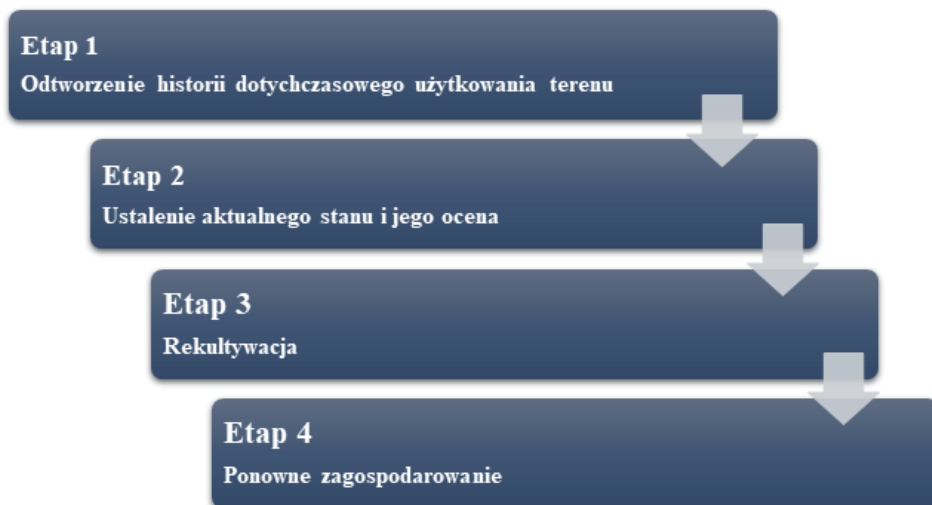 Etap 1
Odtworzenie historii dotychczasowego użytkowania terenu
Etap 2
Ustalenie aktualnego stanu i jego ocena
Etap 3
Rekultywacja
Etap 4
Ponowne zagospodarowanie